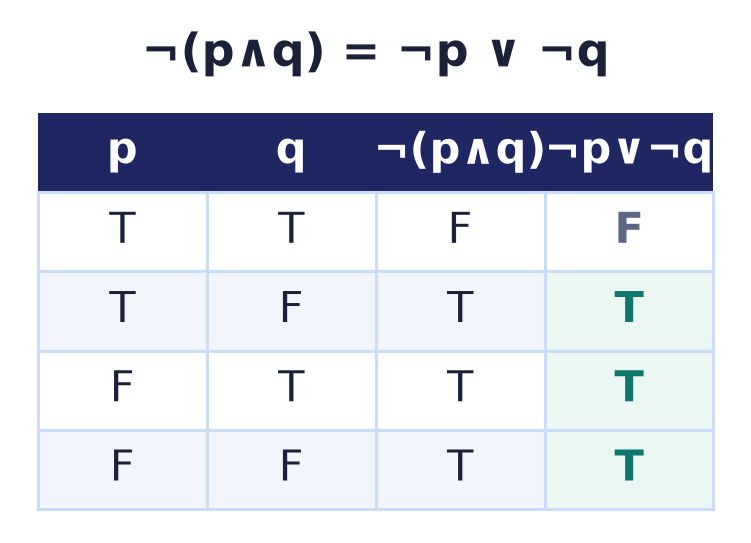 ¬(p∧q) = ¬p ∨ ¬q
p q ¬(p∧q) ¬p∨¬q
T T F F
T F T T
F T T T
F F T T